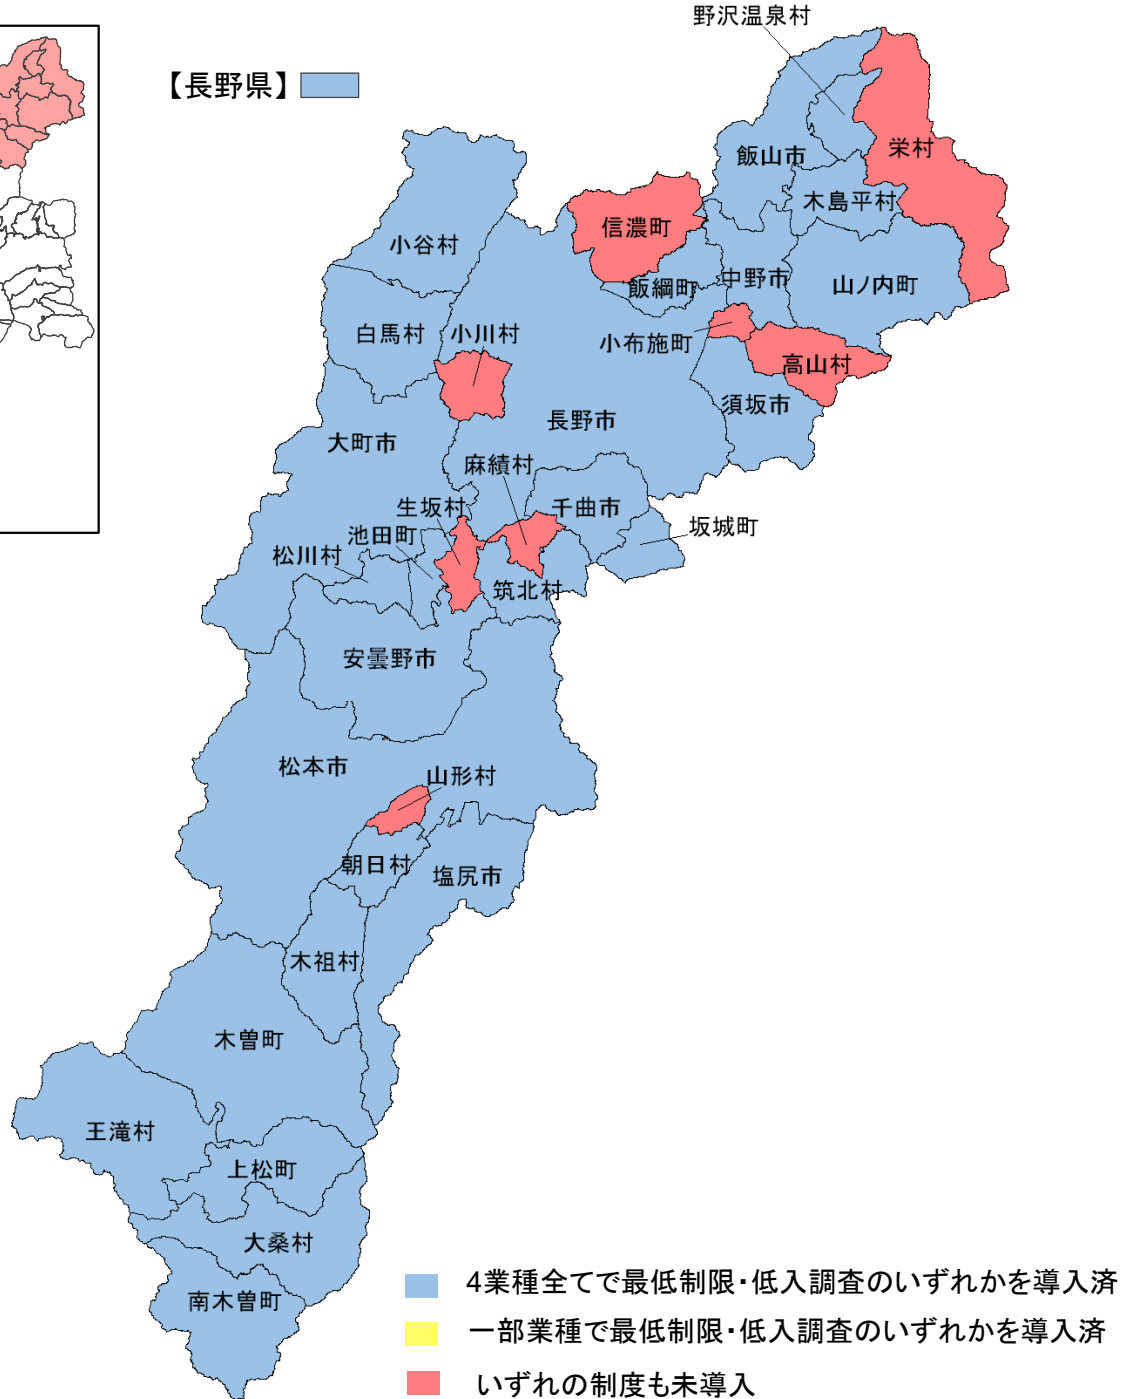 野沢温泉村
【長野県】
飯山市
栄村
木島平村
信濃町
小谷村
中野市
山ノ内町
飯綱町
白馬村
小川村
小布施町
高山村
須坂市
長野市
大町市
麻績村
生坂村
千曲市
坂城町
池田町
松川村
筑北村
安曇野市
松本市
山形村
朝日村
塩尻市
木祖村
木曽町
王滝村
上松町
大桑村
南木曽町
4業種全てで最低制限・低入調査のいずれかを導入済
一部業種で最低制限・低入調査のいずれかを導入済
いずれの制度も未導入